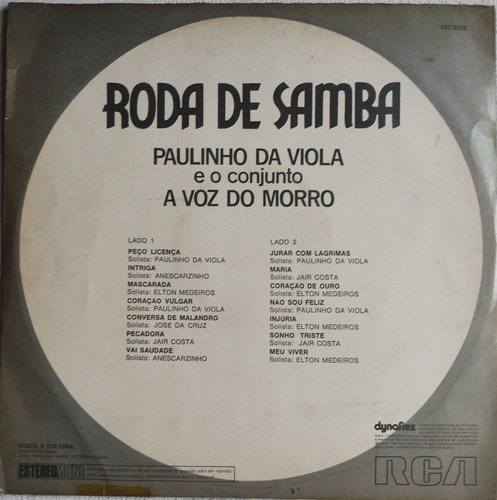 RODA DE SAMBA
PAULINHO DA VIOLA
e o conjunto
A VOZ DO MORRO
LADO 1
PEÇO LICENÇA
Solista: PAULINHO DA VIOLA
INTRIGA
Solista: ANESCARZINHO
MASCARADA
Solista: ELTON MEDEIROS
CORAÇÃO VULGAR
Solista: PAULINHO DA VIOLA
CONVERSA DE MALANDRO
Solista: JOSÉ DA CRUZ
PECADORA
Solista: JAIR COSTA
VAI SAUDADE
Solista: ANESCARZINHO
LADO 2
JURAR COM LÁGRIMAS
Solista: PAULINHO DA VIOLA
MARIA
Solista: JAIR COSTA
CORAÇÃO DE OURO
Solista: ELTON MEDEIROS
NÃO SOU FELIZ
Solista: PAULINHO DA VIOLA
INJÚRIA
Solista: ELTON MEDEIROS
SONHO TRISTE
Solista: JAIR COSTA
MEU VIVER
Solista: ELTON MEDEIROS
DISCO É CULTURA
ESTEREOMONO
dynaflex
RCA